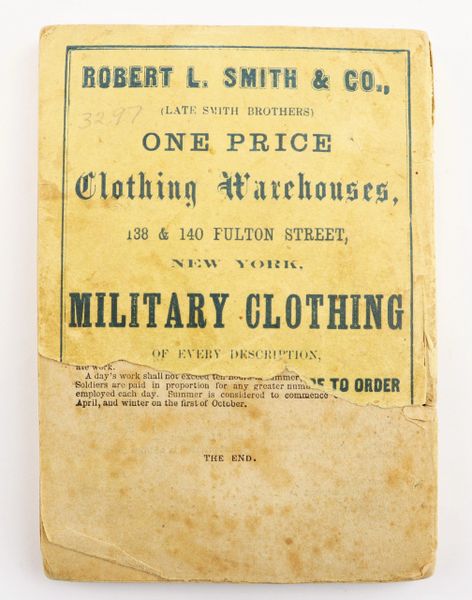 ROBERT L. SMITH & CO.,
3297
(LATE SMITH BROTHERS)
ONE PRICE
Clothing Warehouses,
138 & 140 FULTON STREET,
NEW YORK.
MILITARY CLOTHING
OF EVERY DESCRIPTION,
work.
A day's work shall not exceed ten hours in summer,
TO ORDER
Soldiers are paid in proportion for any greater
employed each day. Summer is considered to commence
April, and winter on the first of October.
THE END.